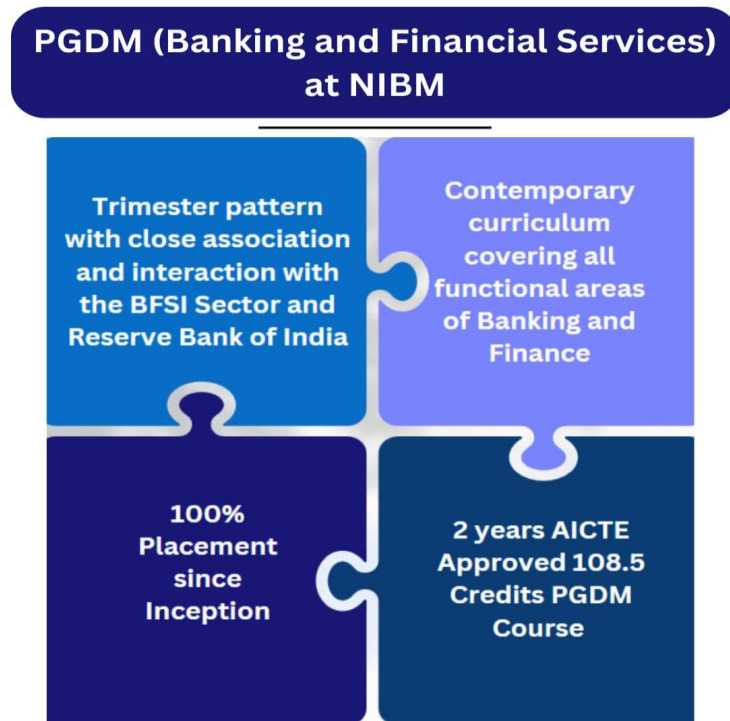 PGDM (Banking and Financial Services)
at NIBM
Trimester pattern
with close association
and interaction with
the BFSI Sector and
Reserve Bank of India
Contemporary
curriculum
covering all
functional areas
of Banking and
Finance
100%
Placement
since
Inception
2 years AICTE
Approved 108.5
Credits PGDM
Course